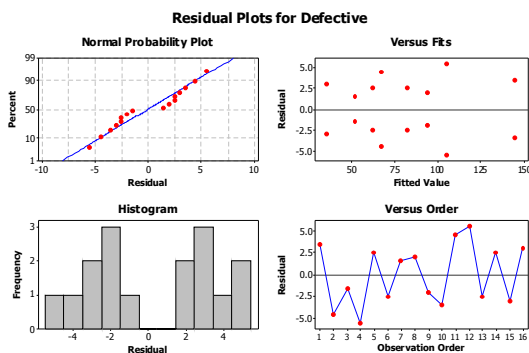 Residual Plots for Defective
Normal Probability Plot
Versus Fits
99
90
50
10
1
Percent
-10
-5
0
5
10
Residual
5.0
2.5
0.0
-2.5
-5.0
Residual
50
75
100
125
150
Fitted Value
Histogram
Versus Order
3
2
1
0
Frequency
-4
-2
0
2
4
Residual
5.0
2.5
0.0
-2.5
-5.0
Residual
1 2 3 4 5 6 7 8 9 10 11 12 13 14 15 16
Observation Order